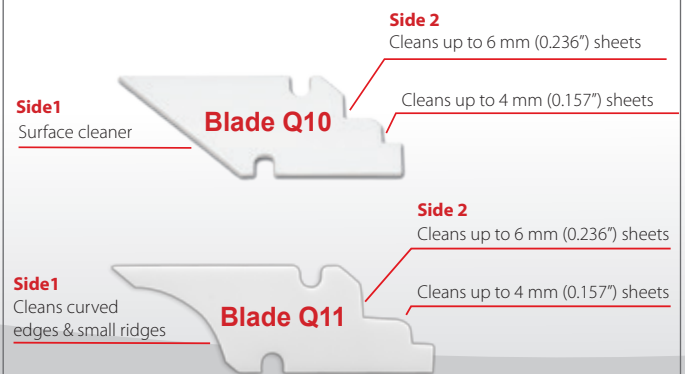 Side 2
Cleans up to 6 mm (0.236″) sheets
Cleans up to 4 mm (0.157″) sheets
Side1
Surface cleaner
Blade Q10
Side 2
Cleans up to 6 mm (0.236″) sheets
Cleans up to 4 mm (0.157″) sheets
Side1
Cleans curved
edges & small ridges
Blade Q11